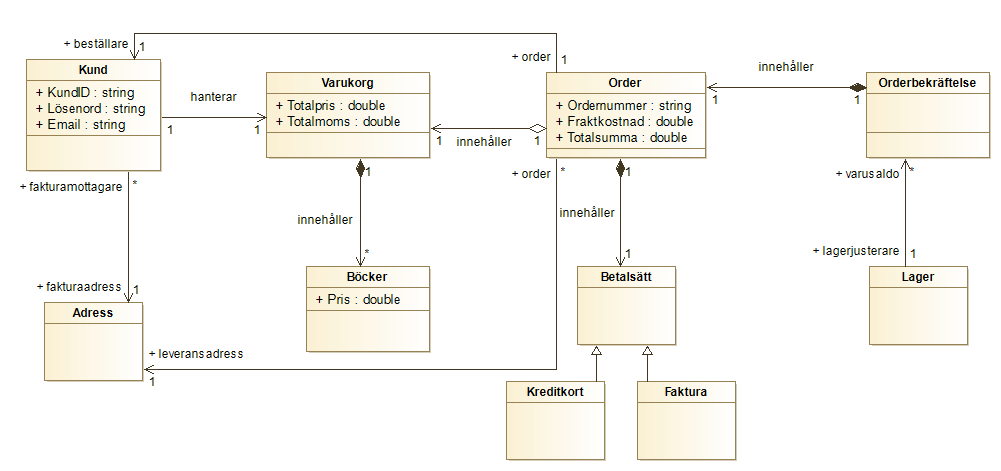 + beställare
1
+ order
1
Kund
+ KundID : string
+ Lösenord : string
+ Email : string
hanterar
1
1
Varukorg
+ Totalpris : double
+ Totalmoms : double
innehåller
1
1
Order
+ Ordernummer : string
+ Fraktkostnad : double
+ Totalsumma : double
innehåller
1
1
Orderbekräftelse
+ fakturamottagare
*
+ fakturaadress
1
1
innehåller
*
+ order
*
1
innehåller
1
+ varusaldo
*
+ lagerjusterare
1
Adress
Böcker
+ Pris : double
Betalsätt
Lager
+ leveransadress
1
Kreditkort
Faktura